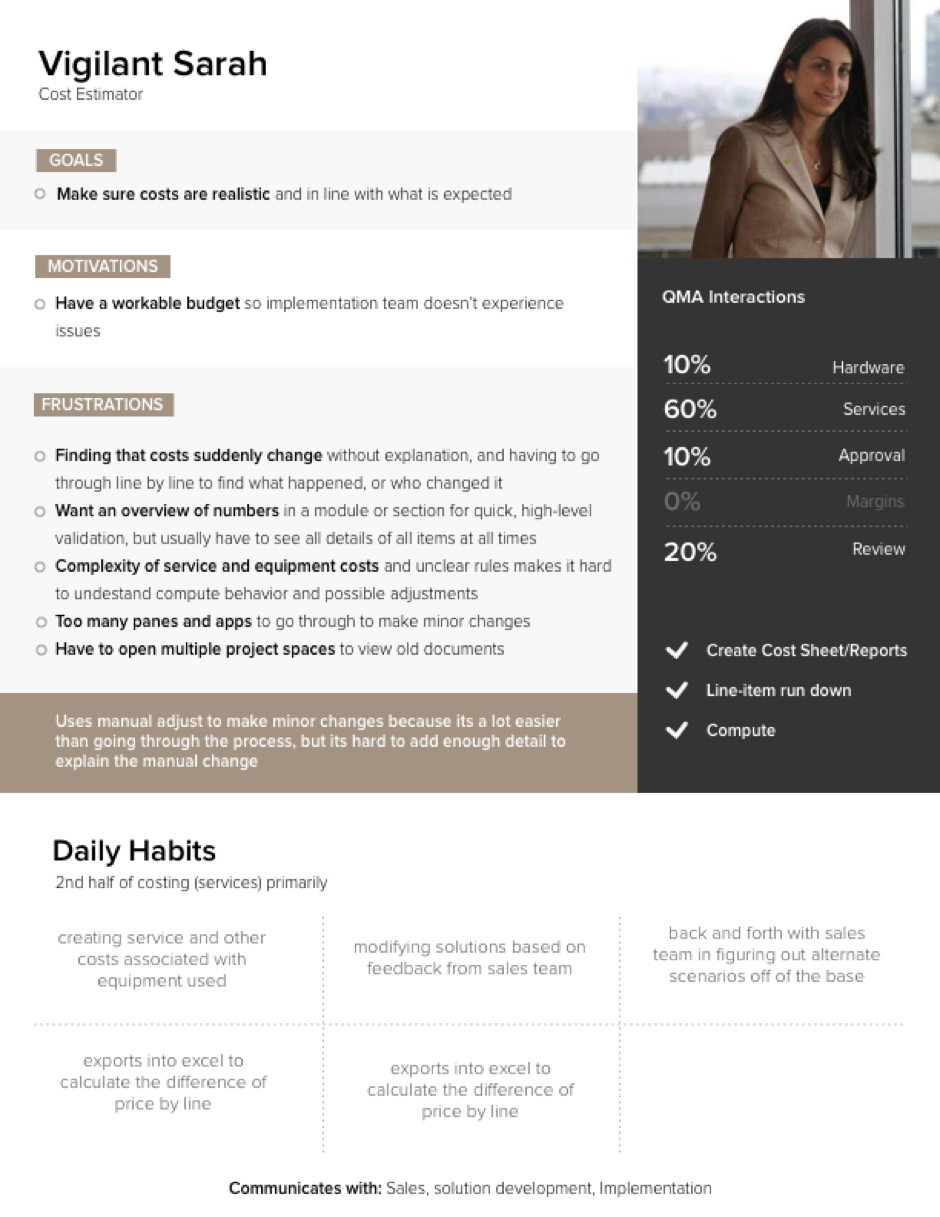 Vigilant Sarah
Cost Estimator
GOALS
Make sure costs are realistic and in line with what is expected
MOTIVATIONS
Have a workable budget so implementation team doesn't experience
issues
FRUSTRATIONS
Finding that costs suddenly change without explanation, and having to go
through line by line to find what happened, or who changed it
Want an overview of numbers in a module or section for quick, high-level
validation, but usually have to see all details of all items at all times
Complexity of service and equipment costs and unclear rules makes it hard
to undestand compute behavior and possible adjustments
Too many panes and apps to go through to make minor changes
Have to open multiple project spaces to view old documents
Uses manual adjust to make minor changes because its a lot easier
than going through the process, but its hard to add enough detail to
explain the manual change
QMA Interactions
10% Hardware
60% Services
10% Approval
0% Margins
20% Review
Create Cost Sheet/Reports
Line-item run down
Compute
Daily Habits
2nd half of costing (services) primarily
creating service and other
costs associated with
equipment used
modifying solutions based on
feedback from sales team
back and forth with sales
team in figuring out alternate
scenarios off of the base
exports into excel to
calculate the difference of
price by line
exports into excel to
calculate the difference of
price by line
Communicates with: Sales, solution development, Implementation